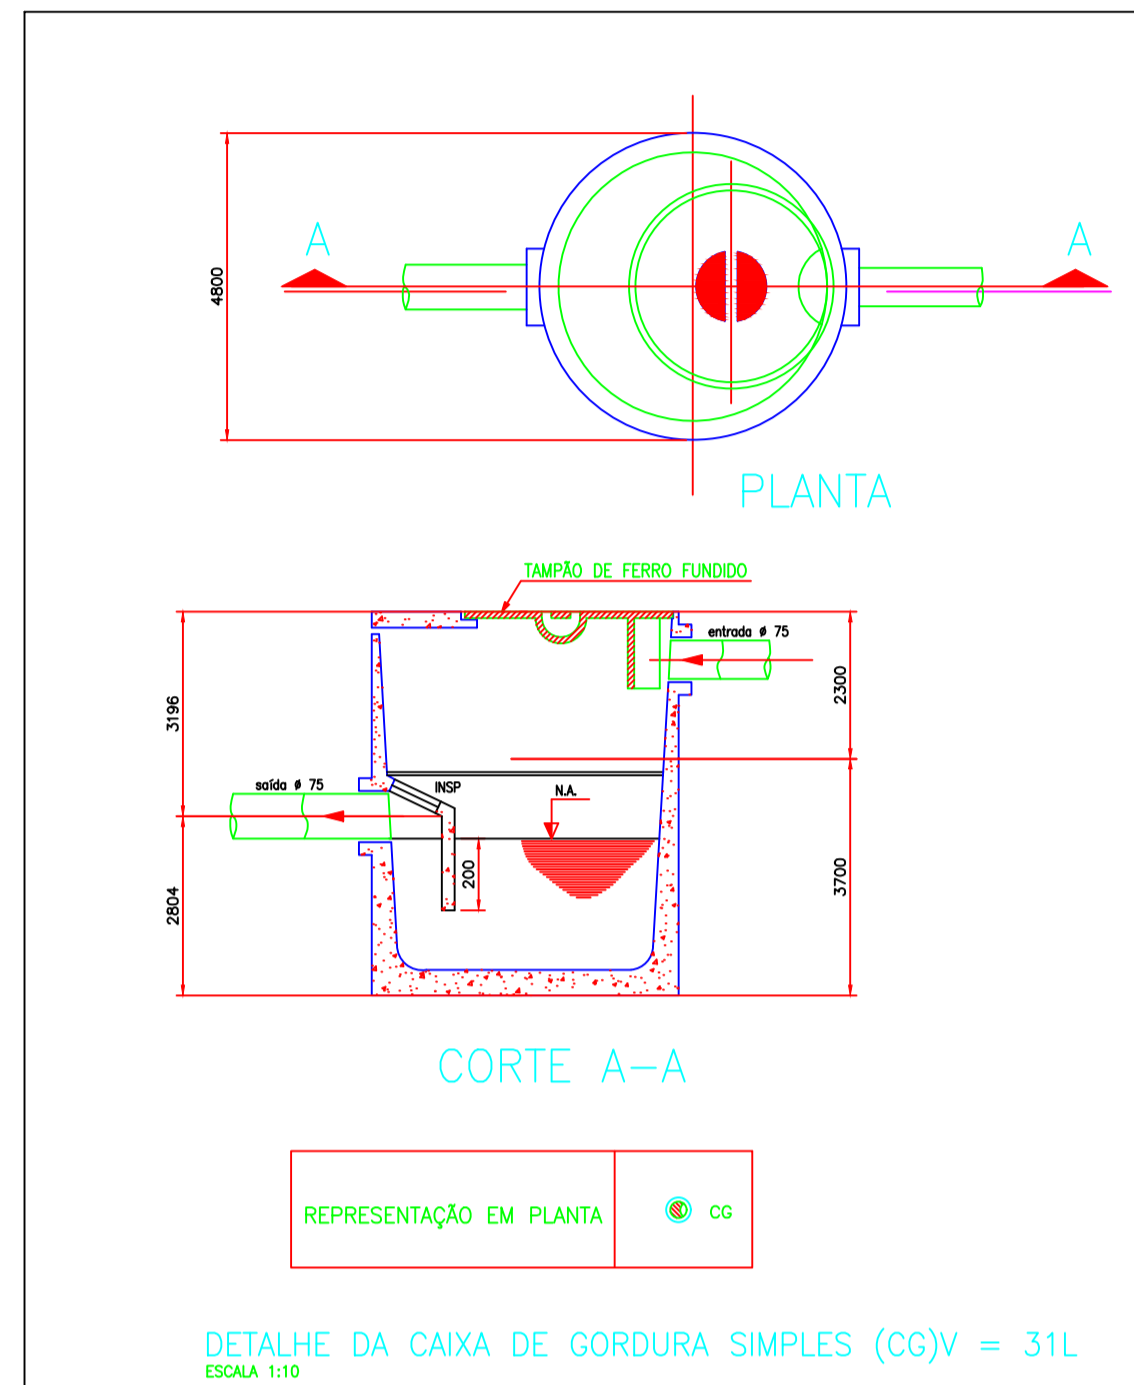 A
A
4800
PLANTA
TAMPÃO DE FERRO FUNDIDO
entrada ø 75
2300
3196
saída ø 75
INSP
N.A.
200
3700
2804
CORTE A-A
REPRESENTAÇÃO EM PLANTA
CG
DETALHE DA CAIXA DE GORDURA SIMPLES (CG)V = 31L
ESCALA 1:10